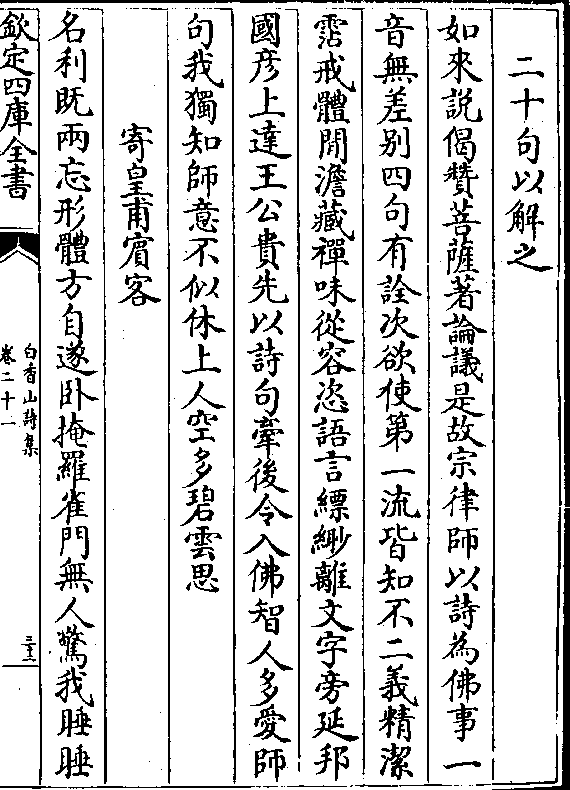 二十句以解之
如來説偈贊菩薩著論議是故宗律師以詩為佛事一
音無差别四句有詮次欲使第一流皆知不二義精潔
霑戒體閒澹藏禪味從容恣語言縹緲離文字旁延邦
國彦上達王公貴先以詩句牽後令入佛智人多愛師
句我獨知師意不似休上人空多碧雲思
寄皇甫賓客
名利既兩忘形體方自遂卧掩羅雀門無人驚我睡睡
欽定四庫全書
白香山詩集
卷二十一